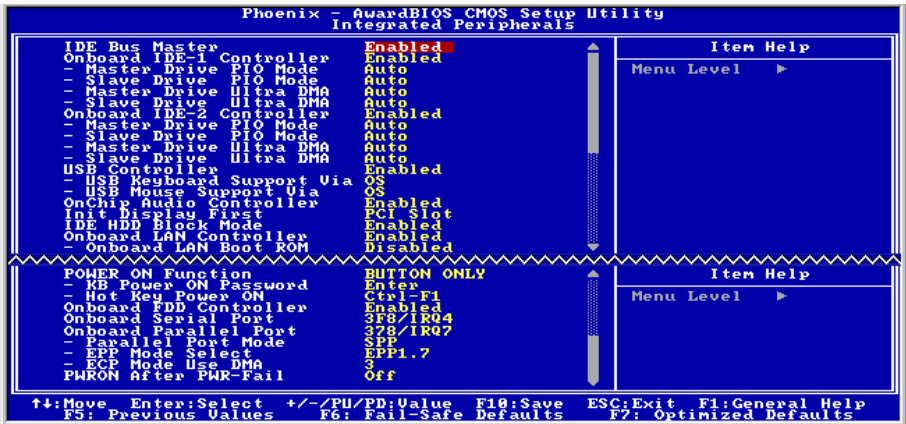 Phoenix - AwardBIOS CMOS Setup Utility
Integrated Peripherals
IDE Bus Master Enabled
Onboard IDE-1 Controller Enabled
- Master Drive PIO Mode Auto
- Slave Drive PIO Mode Auto
- Master Drive Ultra DMA Auto
- Slave Drive Ultra DMA Auto
Onboard IDE-2 Controller Enabled
- Master Drive PIO Mode Auto
- Slave Drive PIO Mode Auto
- Master Drive Ultra DMA Auto
- Slave Drive Ultra DMA Auto
USB Controller Enabled
- USB Keyboard Support Via OS
- USB Mouse Support Via OS
OnChip Audio Controller Enabled
Init Display First PCI Slot
IDE HDD Block Mode Enabled
Onboard LAN Controller Enabled
- Onboard LAN Boot ROM Disabled
Item Help
Menu Level ▶
POWER ON Function BUTTON ONLY
- KB Power ON Password Enter
- Hot Key Power ON Ctrl-F1
Onboard FDD Controller Enabled
Onboard Serial Port 3F8/IRQ4
Onboard Parallel Port 378/IRQ7
- Parallel Port Mode SPP
- EPP Mode Select EPP1.7
- ECP Mode Use DMA 3
PWRON After PWR-Fail Off
Item Help
Menu Level ▶
↑↓:Move Enter:Select +/-/PU/PD:Value F10:Save ESC:Exit F1:General Help
F5: Previous Values F6: Fail-Safe Defaults F7: Optimized Defaults